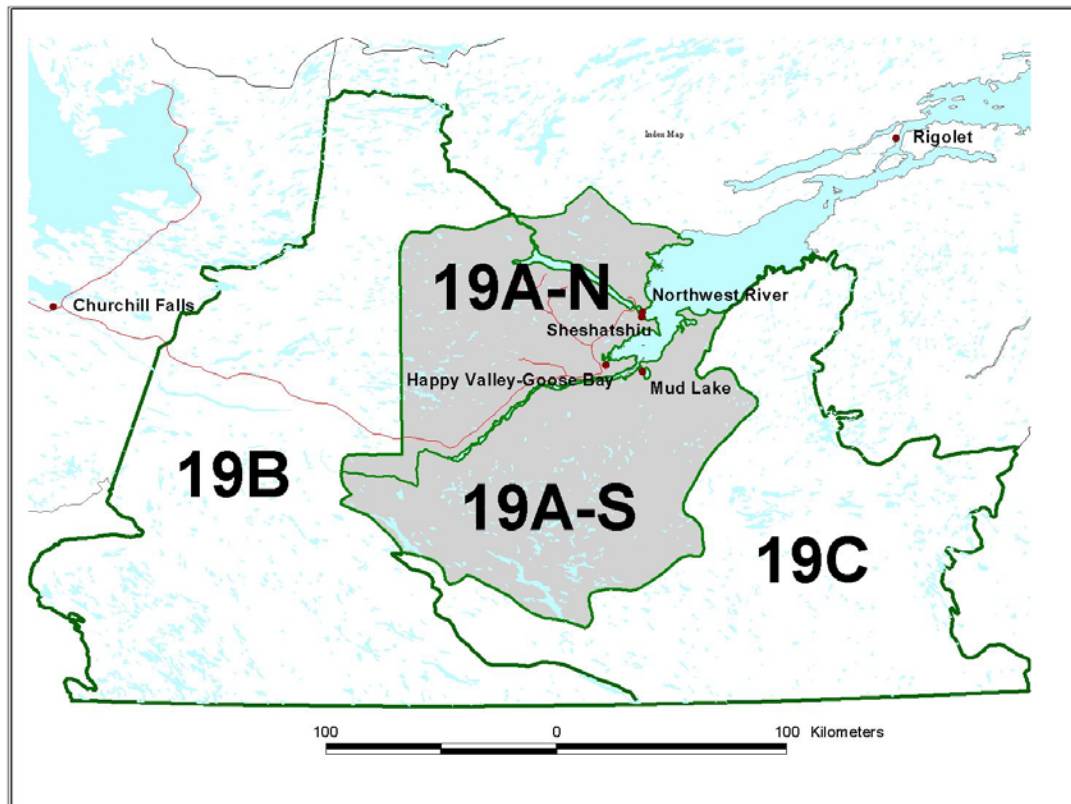 Index Map
Rigolet
19A-N
Northwest River
Churchill Falls
Sheshatshiu
Happy Valley-Goose Bay
Mud Lake
19B
19A-S
19C
100 0 100 Kilometers